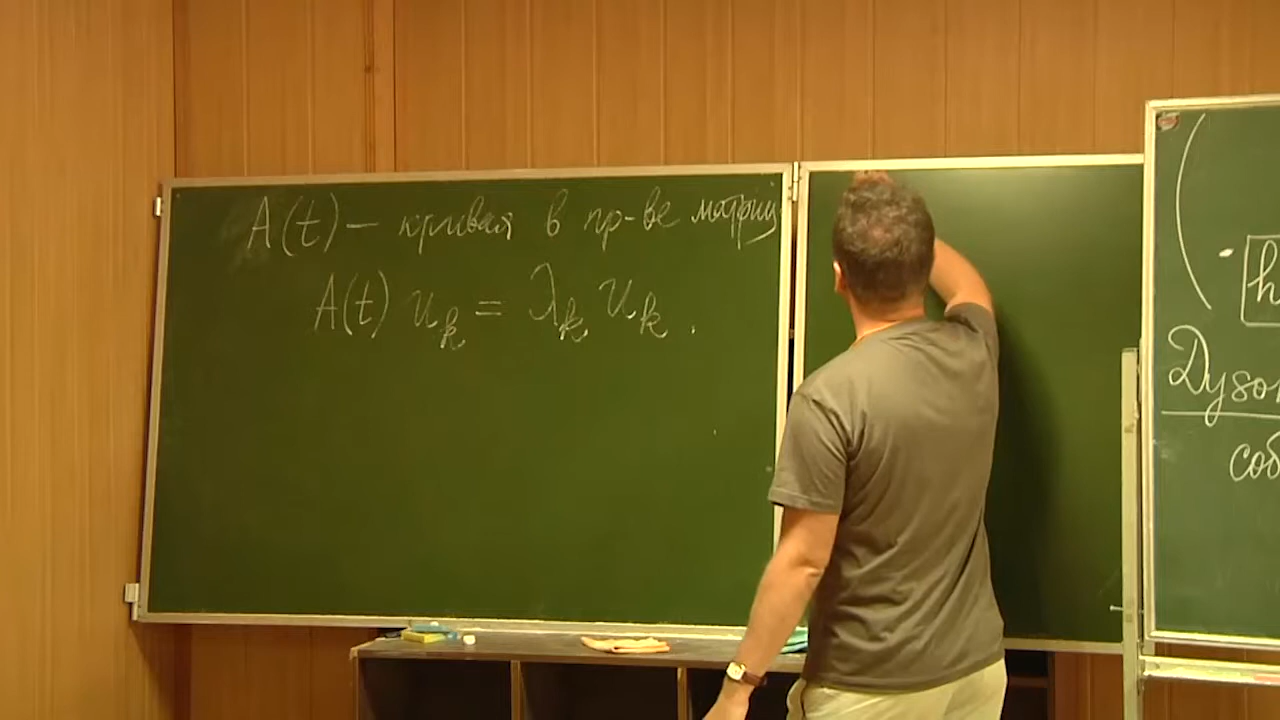 A(t) — кривая в пр-ве матриц
A(t) u_k = λ_k u_k .
(
h
Dyson
соб